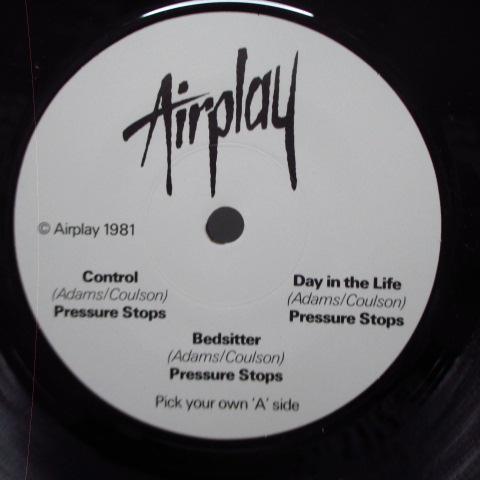 Airplay
© Airplay 1981
Control
(Adams/Coulson)
Pressure Stops
Day in the Life
(Adams/Coulson)
Pressure Stops
Bedsitter
(Adams/Coulson)
Pressure Stops
Pick your own 'A' side